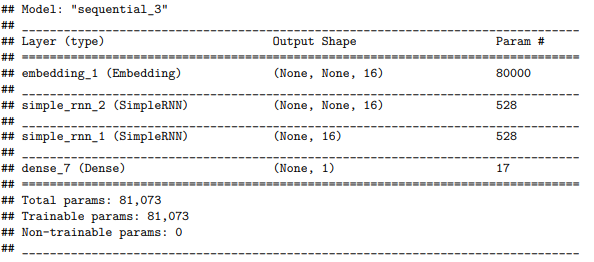 ## Model: "sequential_3"
## ________________________________________________________________________________
## Layer (type)                        Output Shape                    Param #
## ================================================================================
## embedding_1 (Embedding)             (None, None, 16)                80000
## ________________________________________________________________________________
## simple_rnn_2 (SimpleRNN)            (None, None, 16)                528
## ________________________________________________________________________________
## simple_rnn_1 (SimpleRNN)            (None, 16)                      528
## ________________________________________________________________________________
## dense_7 (Dense)                     (None, 1)                       17
## ================================================================================
## Total params: 81,073
## Trainable params: 81,073
## Non-trainable params: 0
## ________________________________________________________________________________